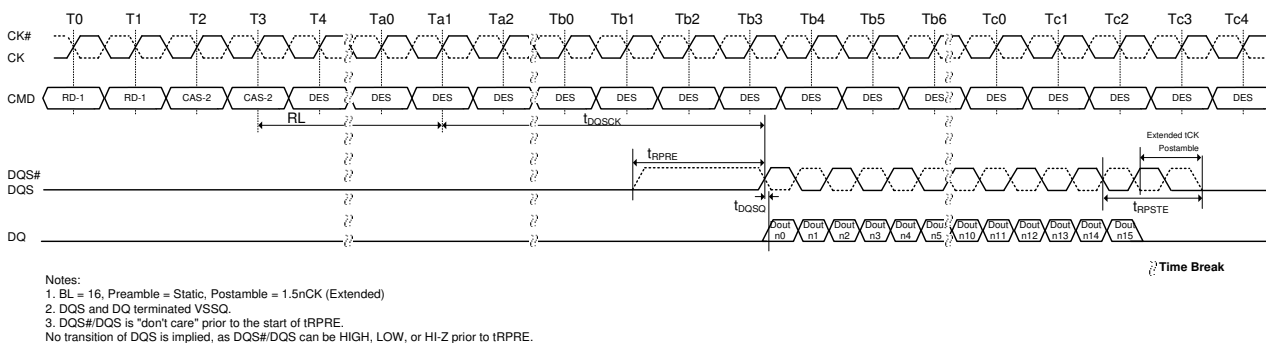 T0 T1 T2 T3 T4 Ta0 Ta1 Ta2 Tb0 Tb1 Tb2 Tb3 Tb4 Tb5 Tb6 Tc0 Tc1 Tc2 Tc3 Tc4
CK#
CK
CMD RD-1 RD-1 CAS-2 CAS-2 DES DES DES DES DES DES DES DES DES DES DES DES DES DES DES DES
RL tDQSCK
Extended tCK
Postamble
tRPRE
DQS#
DQS
tDQSQ tRPSTE
DQ Dout n0 Dout n1 Dout n2 Dout n3 Dout n4 Dout n5 Dout n10 Dout n11 Dout n12 Dout n13 Dout n14 Dout n15
Time Break
Notes:
1. BL = 16, Preamble = Static, Postamble = 1.5nCK (Extended)
2. DQS and DQ terminated VSSQ.
3. DQS#/DQS is "don't care" prior to the start of tRPRE.
No transition of DQS is implied, as DQS#/DQS can be HIGH, LOW, or HI-Z prior to tRPRE.